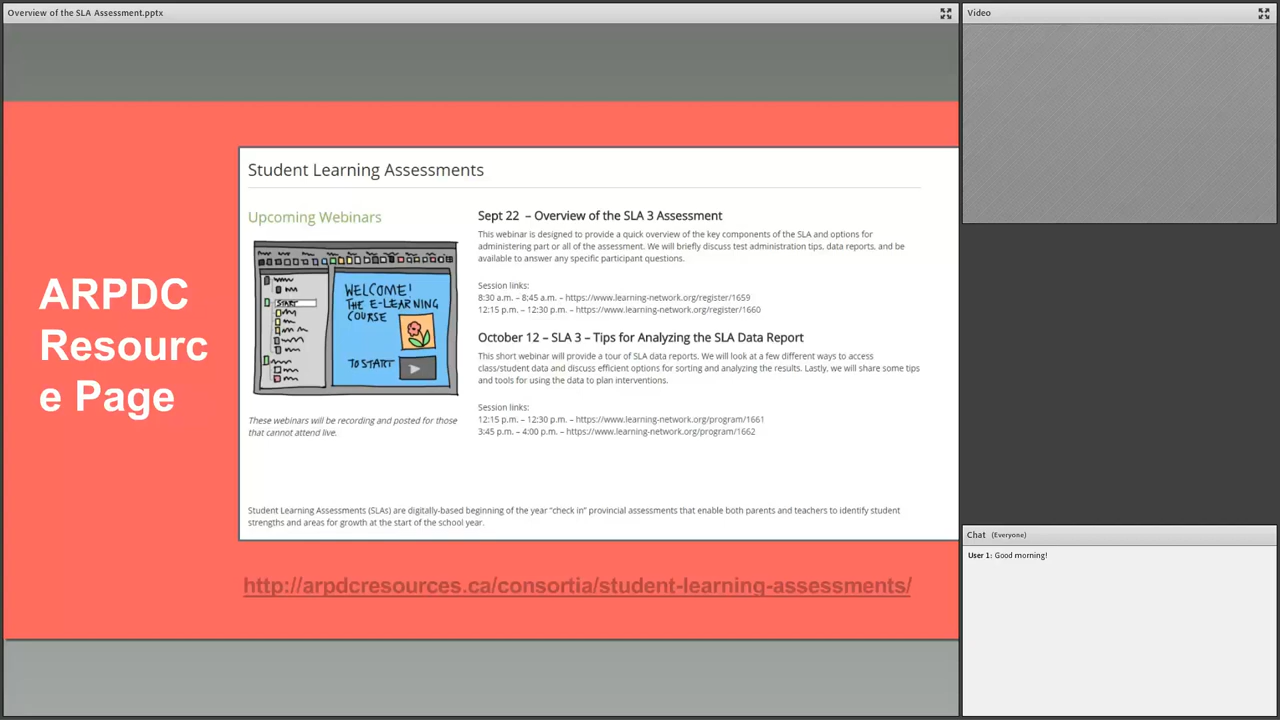 Overview of the SLA Assessment.pptx
Video
ARPDC
Resourc
e Page
Student Learning Assessments
Upcoming Webinars
WELCOME!
THE E-LEARNING
COURSE
START
TO START
These webinars will be recording and posted for those
that cannot attend live.
Sept 22 – Overview of the SLA 3 Assessment
This webinar is designed to provide a quick overview of the key components of the SLA and options for
administering part or all of the assessment. We will briefly discuss test administration tips, data reports, and be
available to answer any specific participant questions.
Session links:
8:30 a.m. – 8:45 a.m. – https://www.learning-network.org/register/1659
12:15 p.m. – 12:30 p.m. – https://www.learning-network.org/register/1660
October 12 – SLA 3 – Tips for Analyzing the SLA Data Report
This short webinar will provide a tour of SLA data reports. We will look at a few different ways to access
class/student data and discuss efficient options for sorting and analyzing the results. Lastly, we will share some tips
and tools for using the data to plan interventions.
Session links:
12:15 p.m. – 12:30 p.m. – https://www.learning-network.org/program/1661
3:45 p.m. – 4:00 p.m. – https://www.learning-network.org/program/1662
Student Learning Assessments (SLAs) are digitally-based beginning of the year “check in” provincial assessments that enable both parents and teachers to identify student
strengths and areas for growth at the start of the school year.
http://arpdcresources.ca/consortia/student-learning-assessments/
Chat (Everyone)
User 1: Good morning!